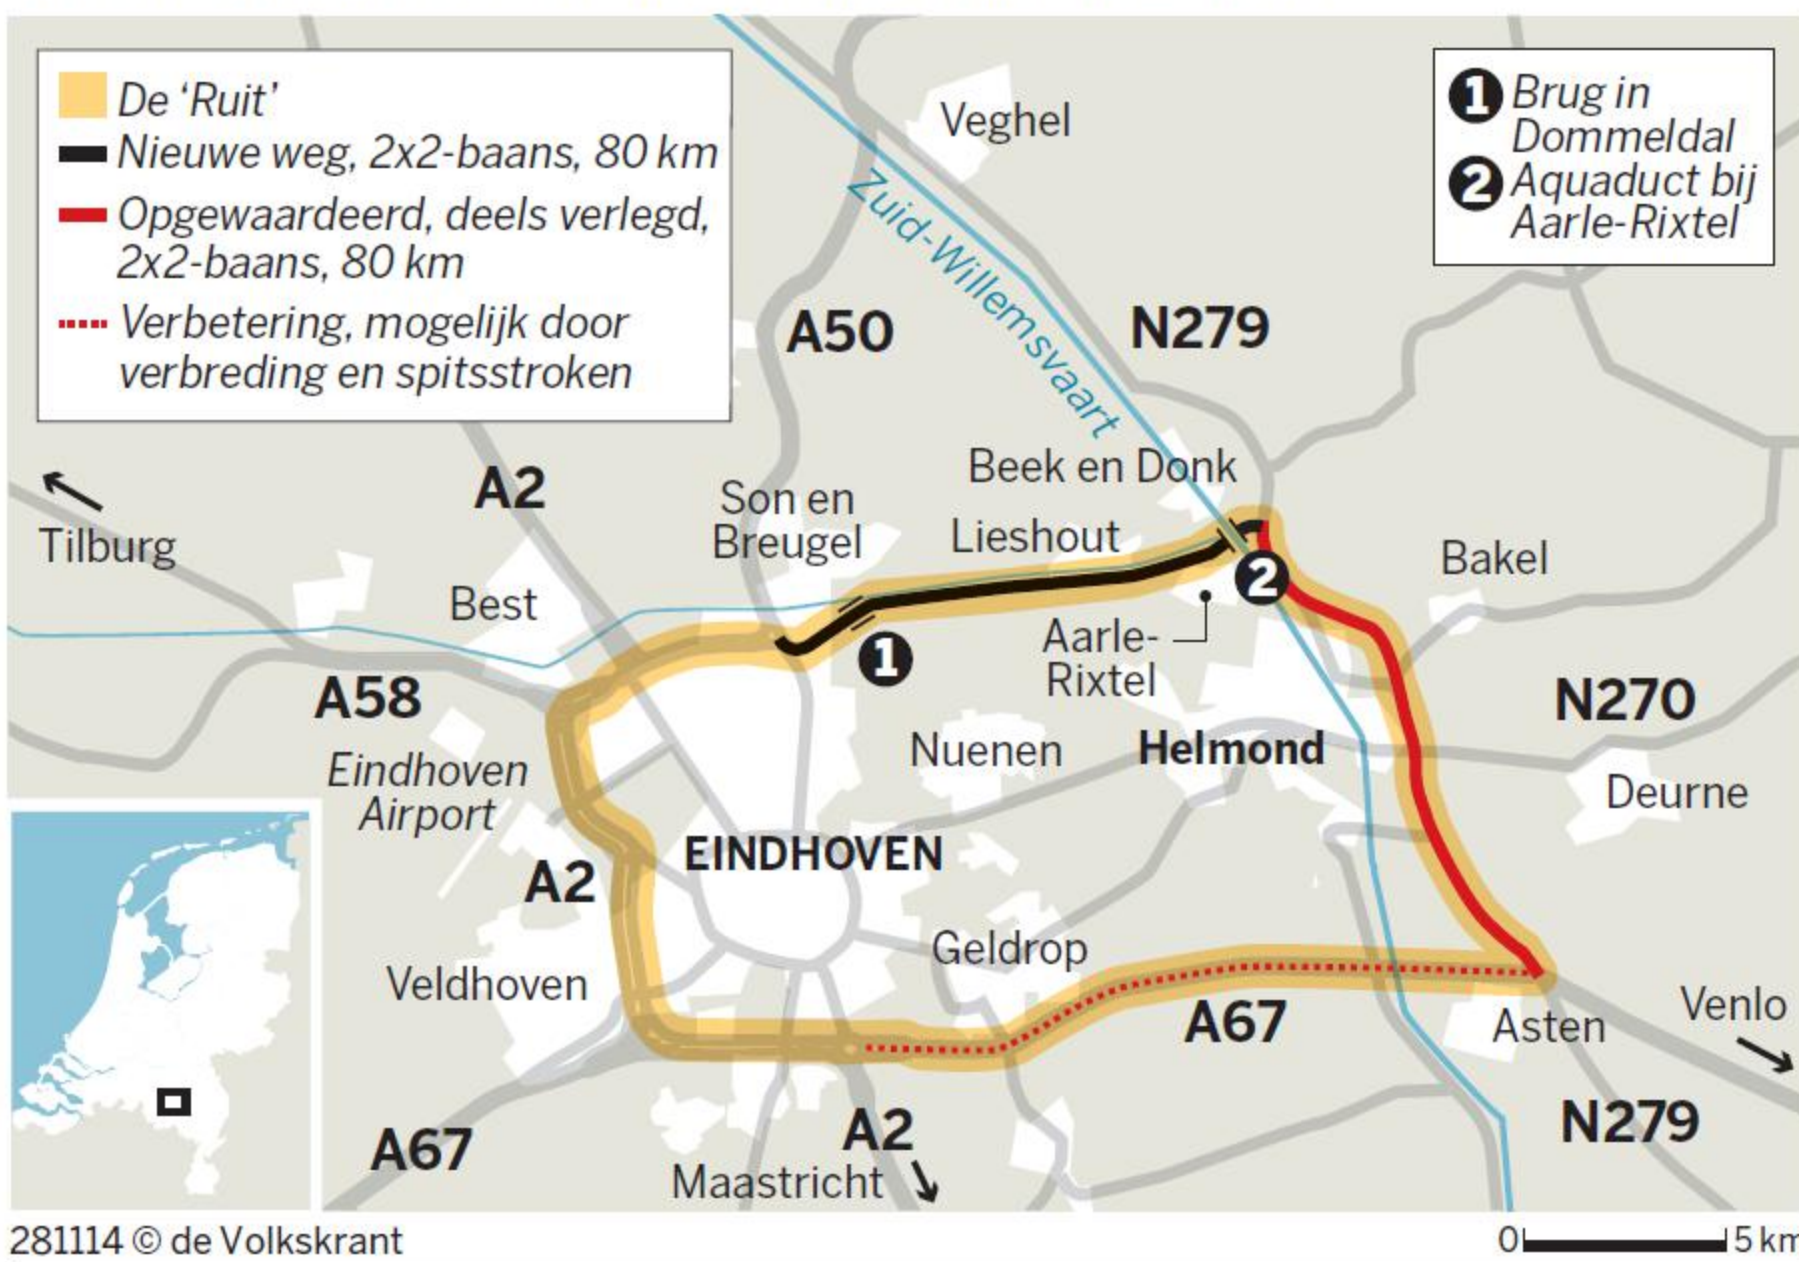 De ‘Ruit’
Nieuwe weg, 2x2-baans, 80 km
Opgewaardeerd, deels verlegd,
2x2-baans, 80 km
Verbetering, mogelijk door
verbreding en spitsstroken
1 Brug in
Dommeldal
2 Aquaduct bij
Aarle-Rixtel
Veghel
Zuid-Willemsvaart
A50
N279
A2
Tilburg
Son en
Breugel
Beek en Donk
Lieshout
Best
Bakel
2
1
Aarle-
Rixtel
A58
N270
Eindhoven
Airport
Nuenen
Helmond
Deurne
A2
EINDHOVEN
Veldhoven
Geldrop
A67
Asten
Venlo
A67
A2
Maastricht
N279
281114 © de Volkskrant
0 5 km